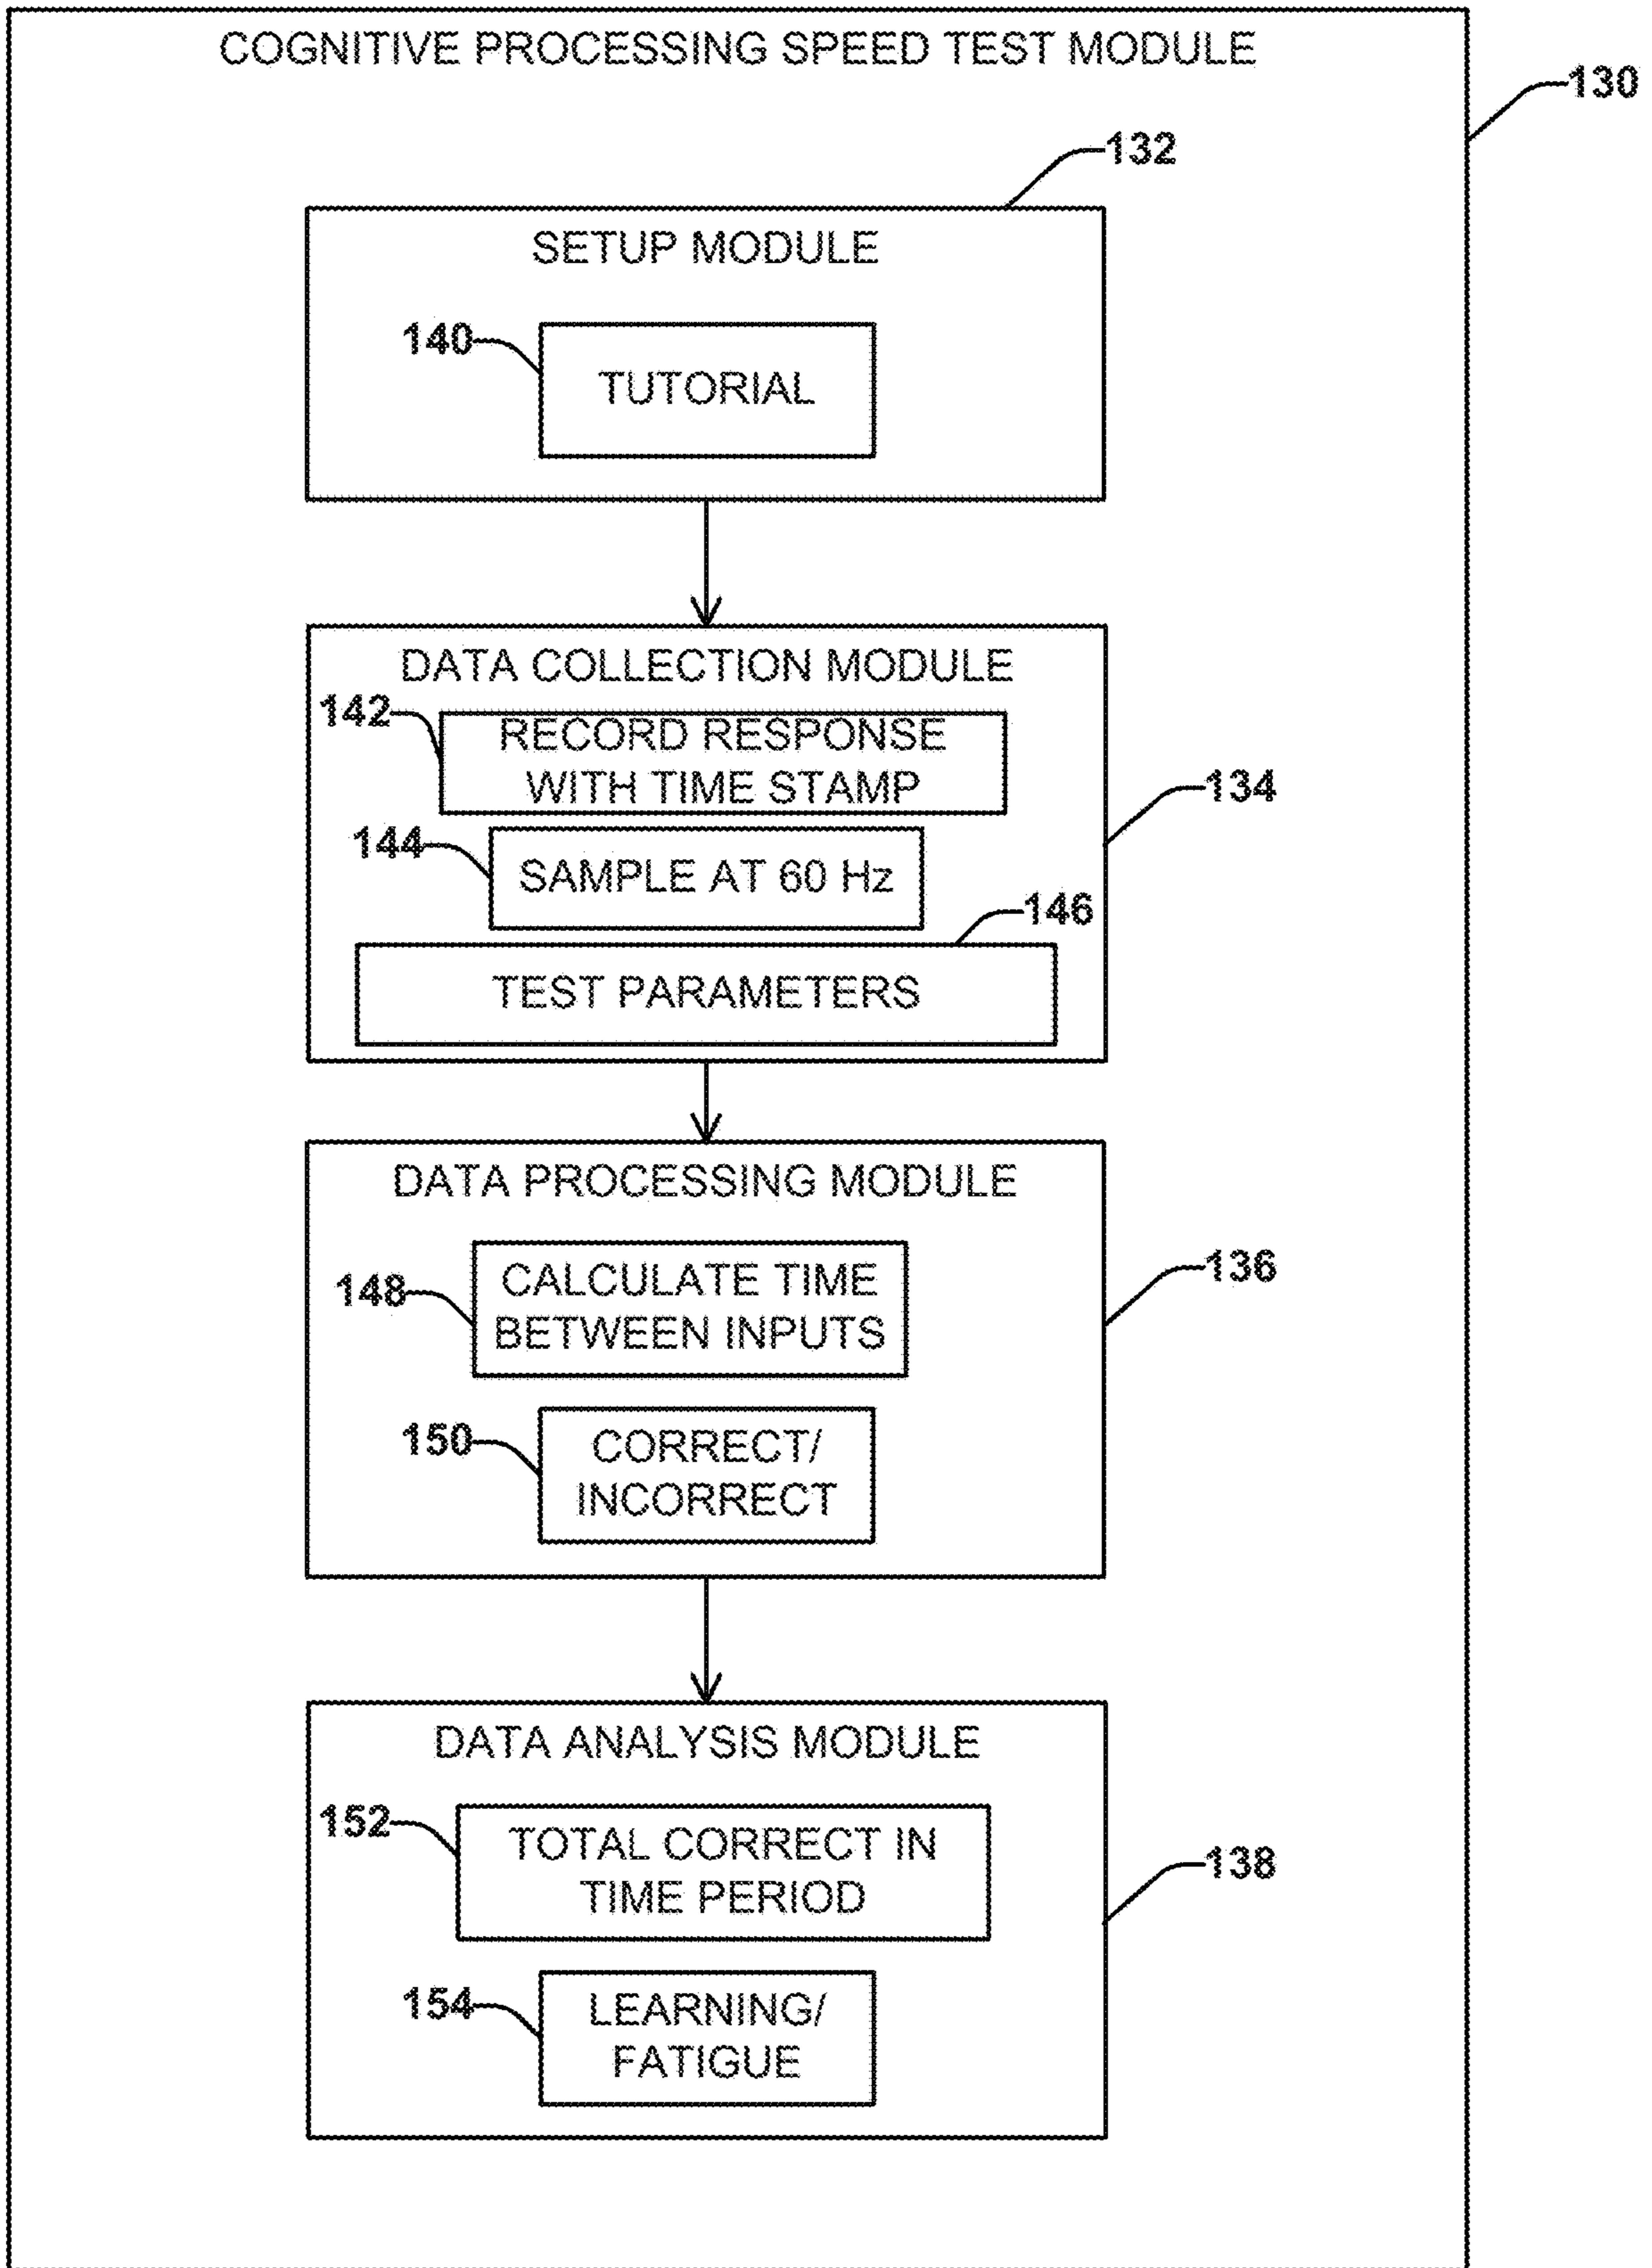 COGNITIVE PROCESSING SPEED TEST MODULE
130
132
SETUP MODULE
140
TUTORIAL
DATA COLLECTION MODULE
142
RECORD RESPONSE
WITH TIME STAMP
134
144
SAMPLE AT 60 Hz
146
TEST PARAMETERS
DATA PROCESSING MODULE
148
CALCULATE TIME
BETWEEN INPUTS
136
150
CORRECT/
INCORRECT
DATA ANALYSIS MODULE
152
TOTAL CORRECT IN
TIME PERIOD
138
154
LEARNING/
FATIGUE